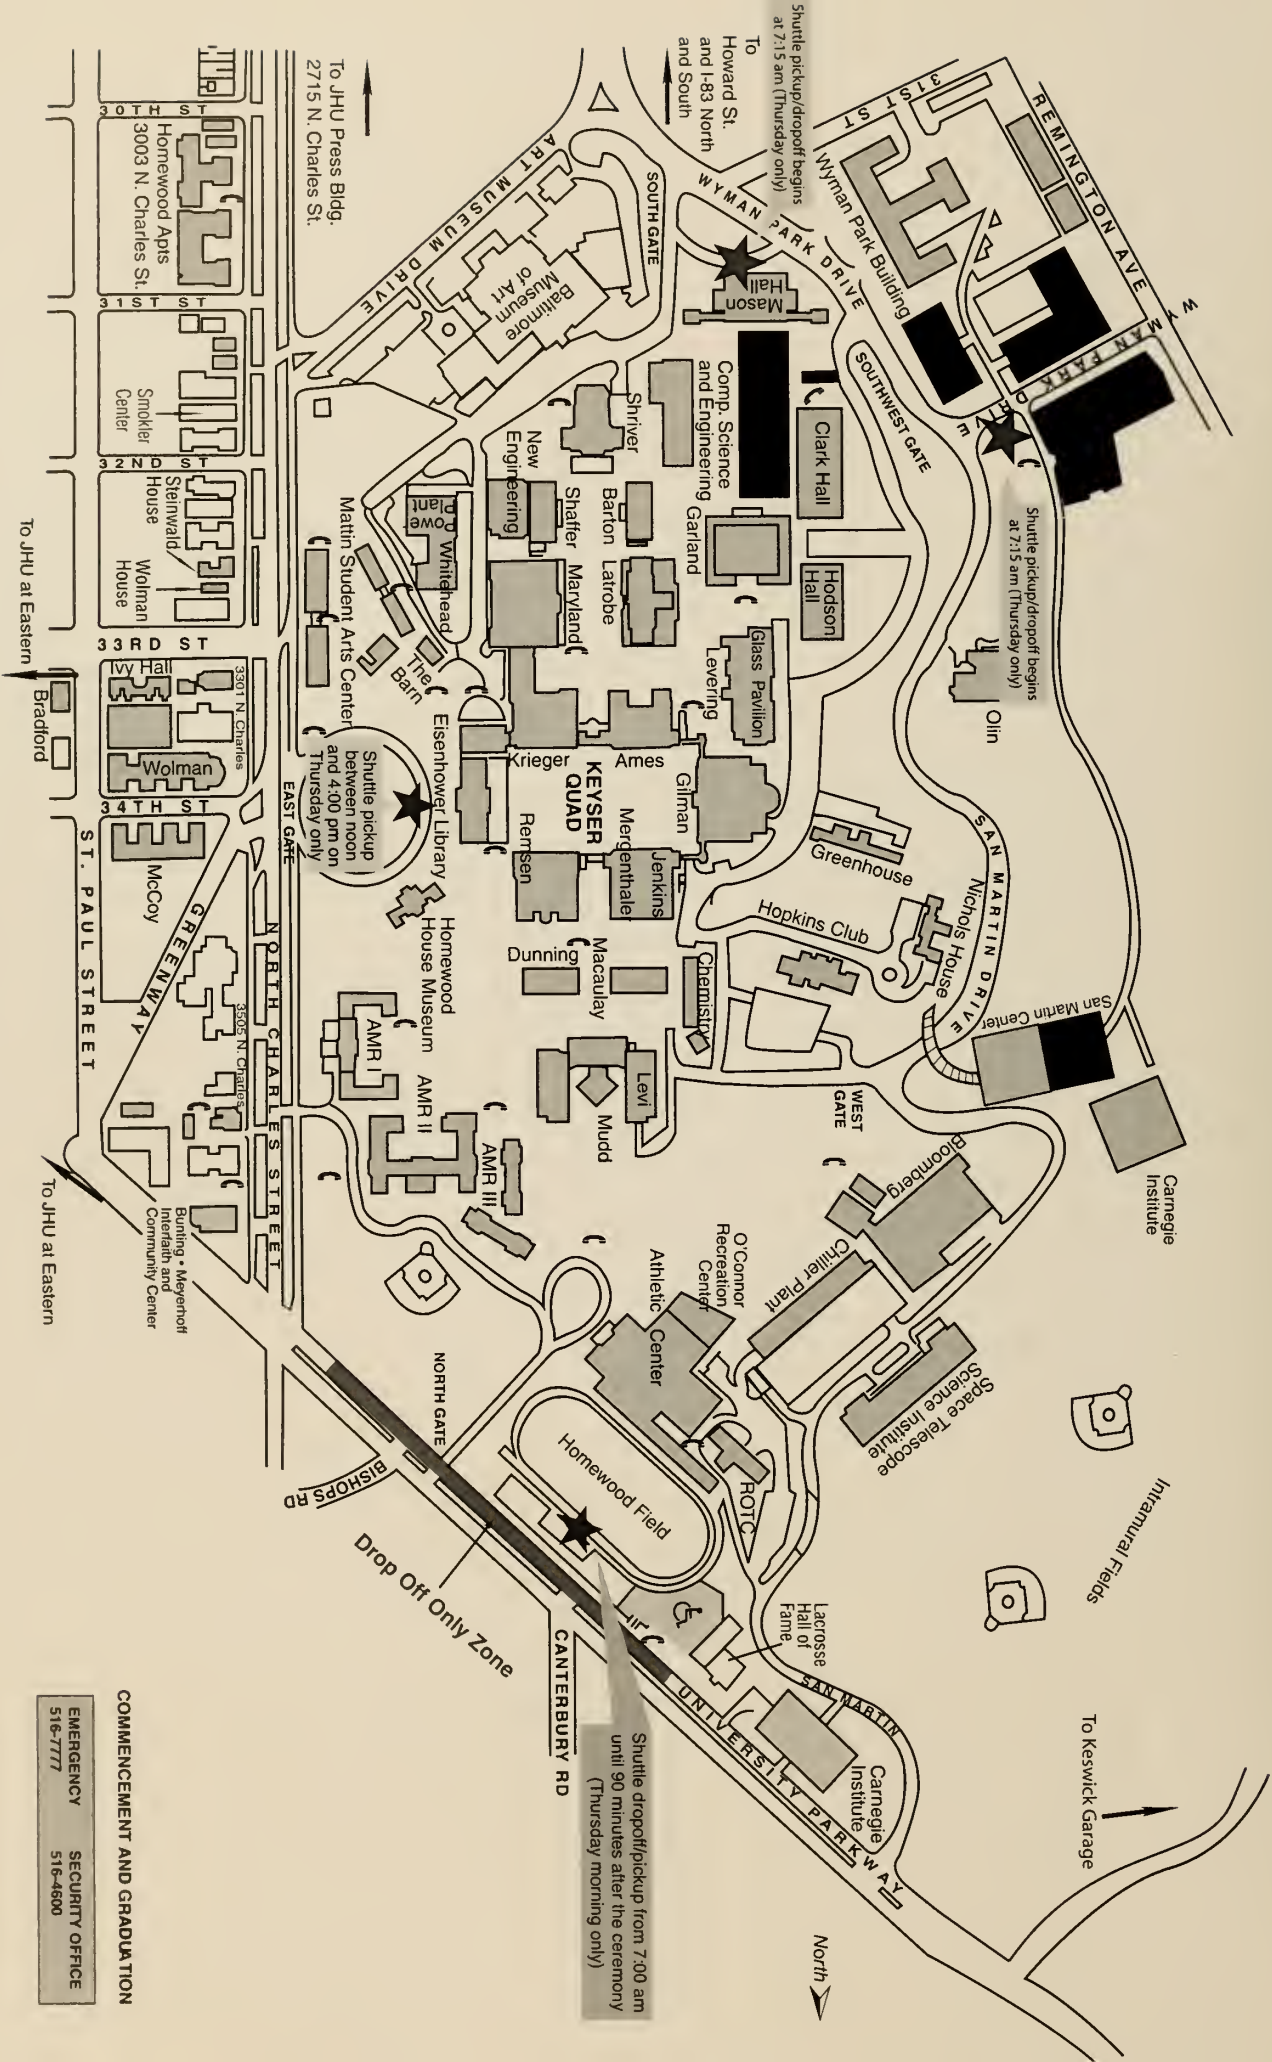 Shuttle pickup/dropoff begins
at 7:15 am (Thursday
only)
To
Howard St.
and I-83 North
and South
To JHU Press Bldg.
2715 N. Charles St.
30TH ST
Homewood Apts
3003 N. Charles St.
31ST ST
Smokler
Center
32ND ST
Steinwald
House
Wolman
House
33RD ST
To JHU at Eastern
Ivy Hall
3301 N. Charles
Bradford
Wolman
34TH ST
McCoy
ST. PAUL STREET
GREENWAY
NORTH CHARLES STREET
3505 N. Charles
To JHU at Eastern
Bunting • Meyerhoff
Interfaith and
Community Center
ART MUSEUM DRIVE
Baltimore
Museum
of Art
SOUTH GATE
WYMAN PARK DRIVE
31ST ST
REMINGTON AVE
WYMAN PARK
DRIVE
Wyman Park Building
Mason
Hall
SOUTHWEST GATE
Comp. Science
and Engineering
Clark Hall
Shriver
New
Engineering
Shaffer
Barton
Garland
Hodson
Hall
Power
Plant
Whitehead
Maryland
Latrobe
Mattin Student Arts Center
The
Barn
Levering
Glass Pavilion
Shuttle pickup/dropoff begins
at 7:15 am (Thursday
only)
Olin
Eisenhower Library
Krieger
Ames
Gilman
KEYSER
QUAD
Shuttle pickup
between noon
and 4:00 pm on
Thursday only
EAST GATE
Remsen
Mergenthaler
Jenkins
Greenhouse
SAN MARTIN DRIVE
Nichols House
Hopkins Club
Homewood
House Museum
Dunning
Macaulay
Chemistry
San Martin Center
AMR I
AMR II
AMR III
Mudd
Levi
WEST
GATE
Carnegie
Institute
Bloomberg
Chiller Plant
O'Connor
Recreation
Center
Athletic
Center
Space Telescope
Science Institute
NORTH GATE
BISHOPS RD
Homewood Field
ROTC
Intramural Fields
Drop Off Only Zone
Lacrosse
Hall of
Fame
CANTERBURY RD
SAN MARTIN
UNIVERSITY PARKWAY
Carnegie
Institute
To Keswick Garage
Shuttle dropoff/pickup from 7:00 am
until 90 minutes after the ceremony
(Thursday morning only)
North
COMMENCEMENT AND GRADUATION
EMERGENCY SECURITY OFFICE
516-7777 516-4600